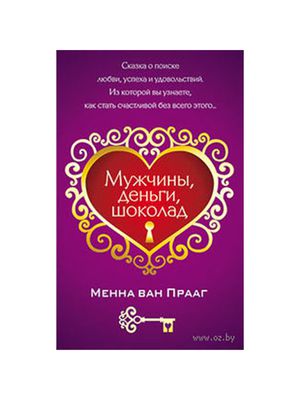 Сказка о поиске
любви, успеха и удовольствий.
Из которой вы узнаете,
как стать счастливой без всего этого...
Мужчины,
деньги,
шоколад
Менна ван Прааг
www.oz.by